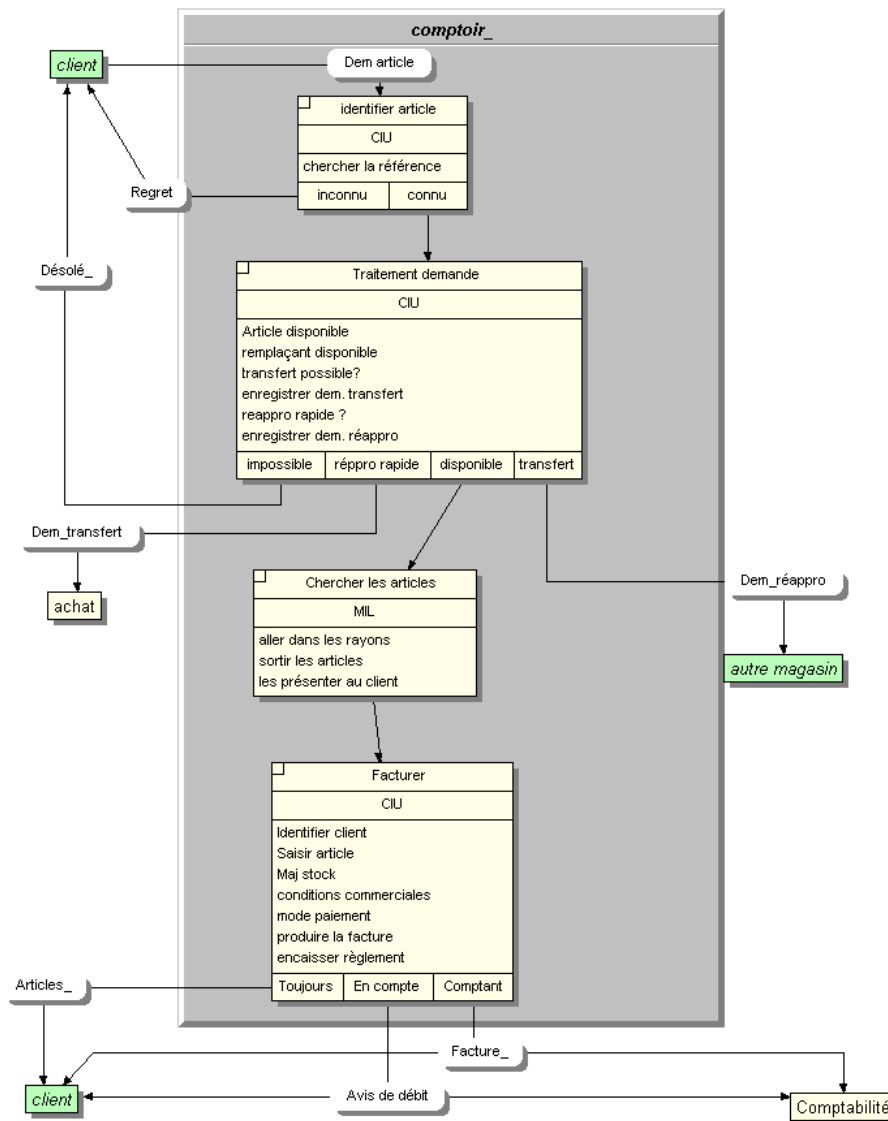 comptoir_
client
Dem article
identifier article
CIU
chercher la référence
inconnu
connu
Regret
Désolé_
Traitement demande
CIU
Article disponible
remplaçant disponible
transfert possible?
enregistrer dem. transfert
reappro rapide ?
enregistrer dem. réappro
impossible
réppro rapide
disponible
transfert
Dem_transfert
achat
Chercher les articles
MIL
aller dans les rayons
sortir les articles
les présenter au client
Dem_réappro
autre magasin
Facturer
CIU
Identifier client
Saisir article
Maj stock
conditions commerciales
mode paiement
produire la facture
encaisser règlement
Toujours
En compte
Comptant
Articles_
Facture_
client
Avis de débit
Comptabilité